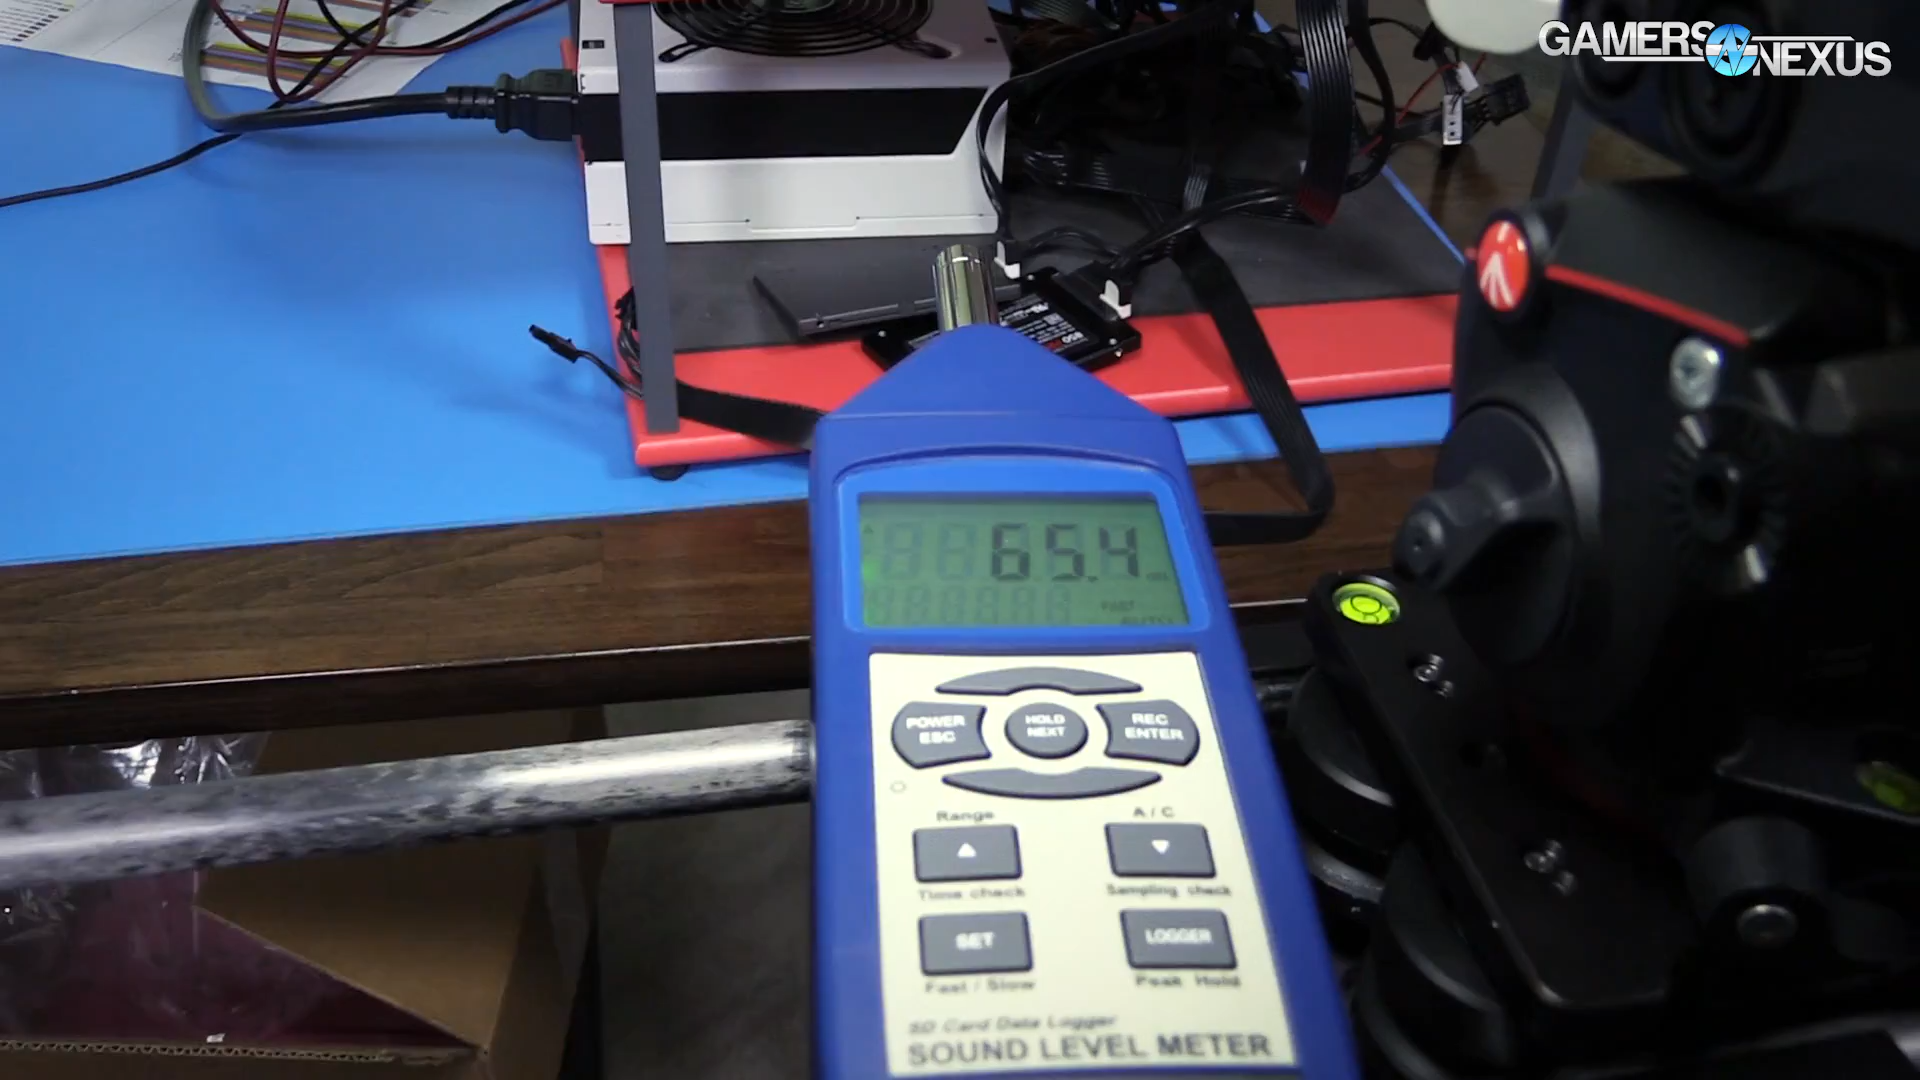 GAMERS NEXUS
65.4
FAST
AUTO
POWER
ESC
HOLD
NEXT
REC
ENTER
Range
A / C
Time check
Sampling check
SET
LOGGER
Fast / Slow
Peak Hold
SD Card Data Logger
SOUND LEVEL METER